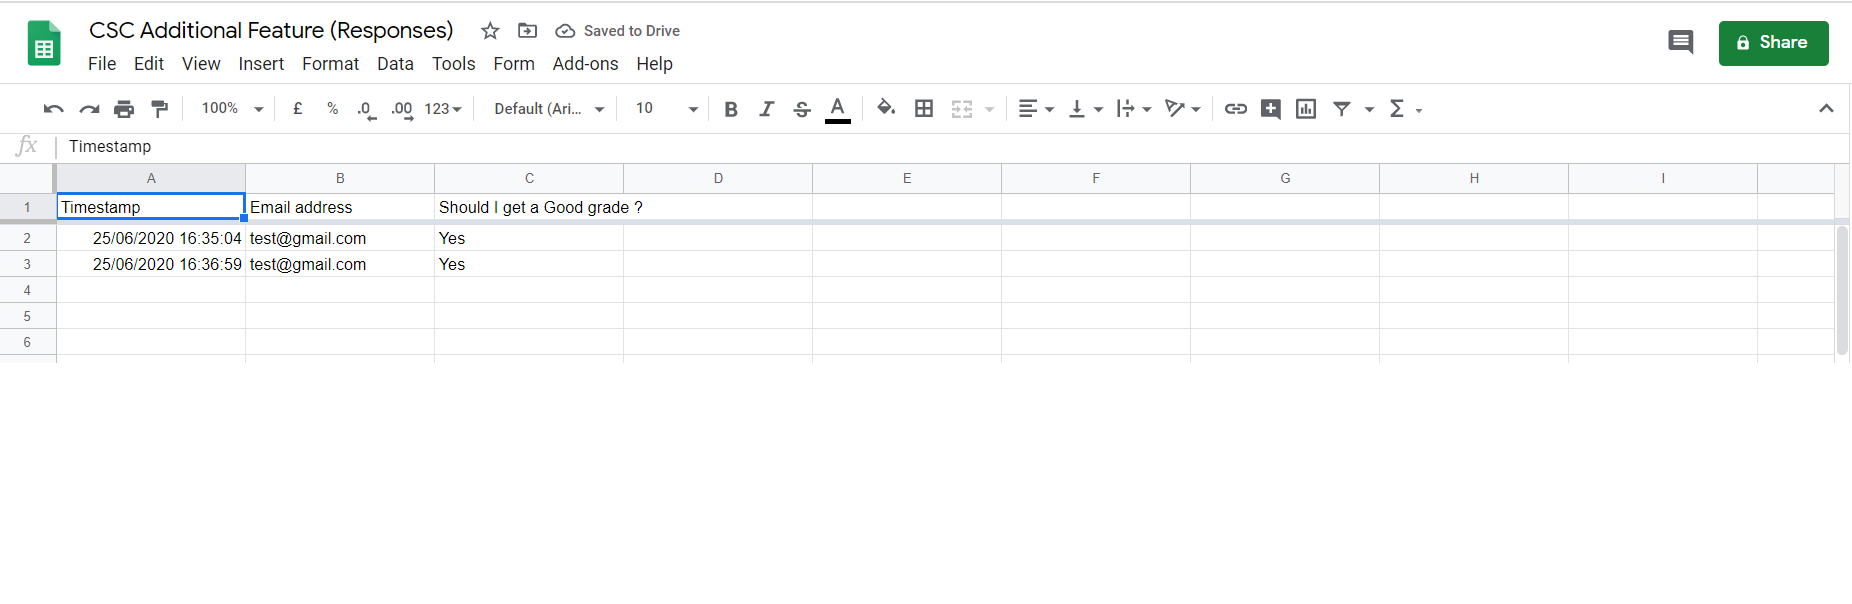 CSC Additional Feature (Responses) Saved to Drive
File Edit View Insert Format Data Tools Form Add-ons Help
Share
100% £ % .0 .00 123 Default (Ari... 10 B I S A Σ
fx Timestamp
A B C D E F G H I
1 Timestamp Email address Should I get a Good grade ?
2 25/06/2020 16:35:04 test@gmail.com Yes
3 25/06/2020 16:36:59 test@gmail.com Yes
4
5
6